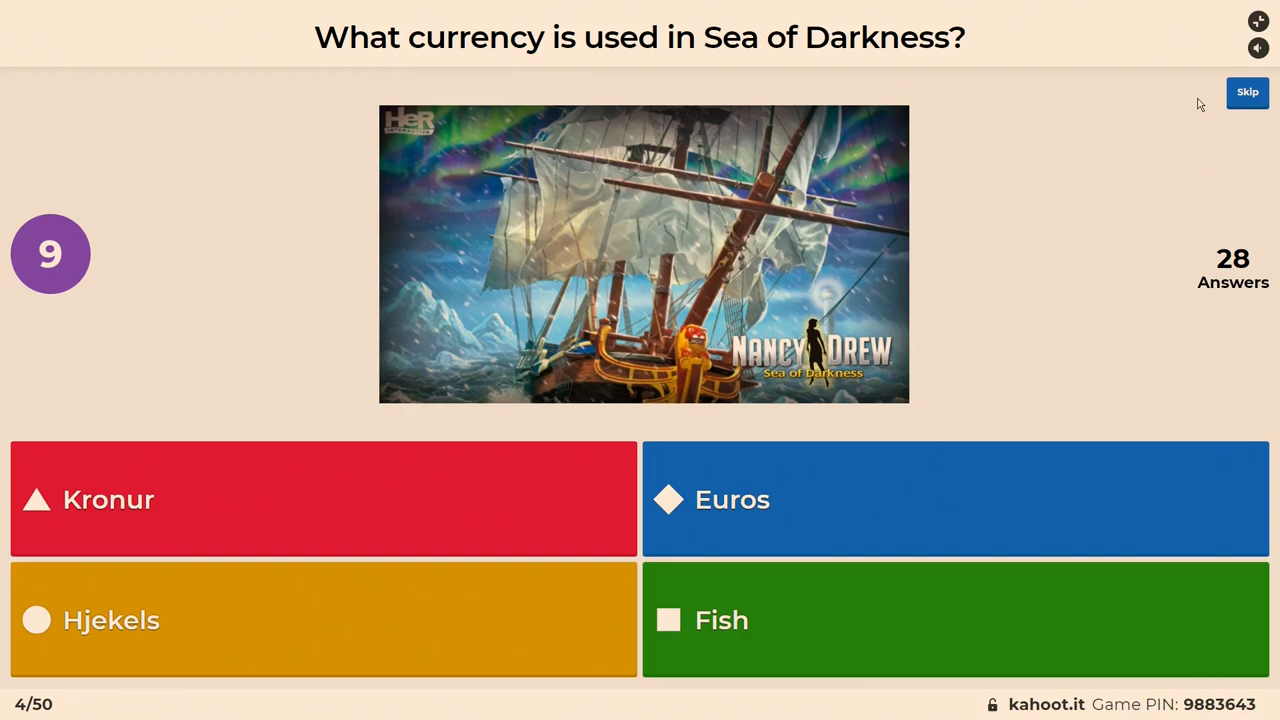 What currency is used in Sea of Darkness?
Skip
HeR
INTERACTIVE
9
28
Answers
NANCY DREW
Sea of Darkness
Kronur
Euros
Hjekels
Fish
4/50
kahoot.it Game PIN: 9883643